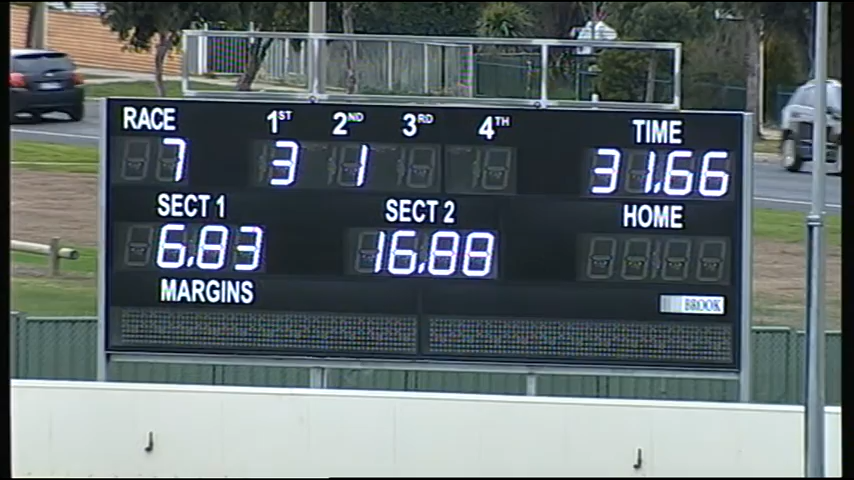 RACE 1ST 2ND 3RD 4TH TIME
7 3 1 31.66
SECT 1 SECT 2 HOME
6.83 16.88
MARGINS BROOK